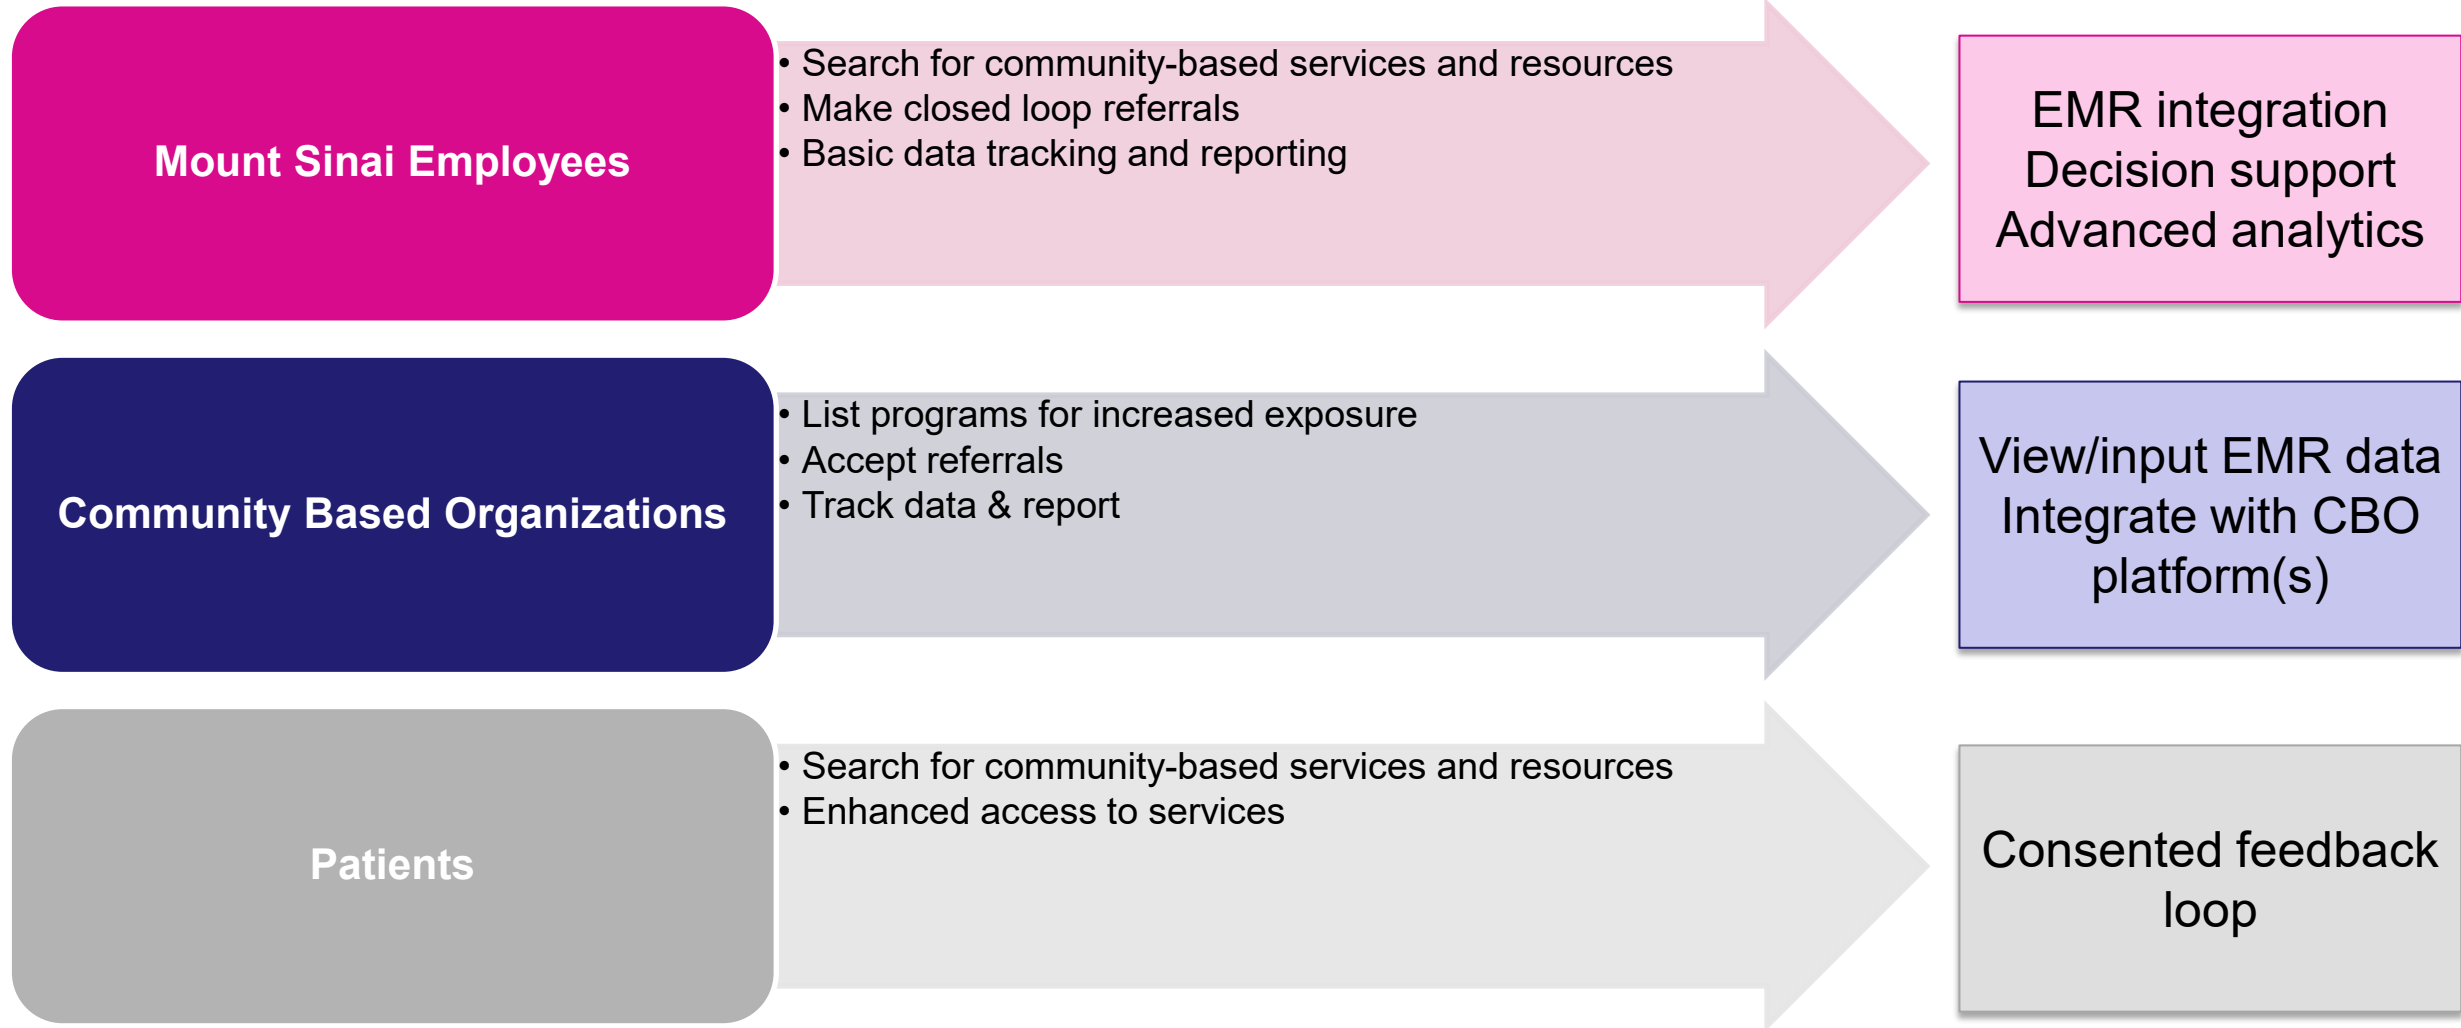 Mount Sinai Employees
• Search for community-based services and resources
• Make closed loop referrals
• Basic data tracking and reporting
EMR integration
Decision support
Advanced analytics
Community Based Organizations
• List programs for increased exposure
• Accept referrals
• Track data & report
View/input EMR data
Integrate with CBO
platform(s)
Patients
• Search for community-based services and resources
• Enhanced access to services
Consented feedback
loop